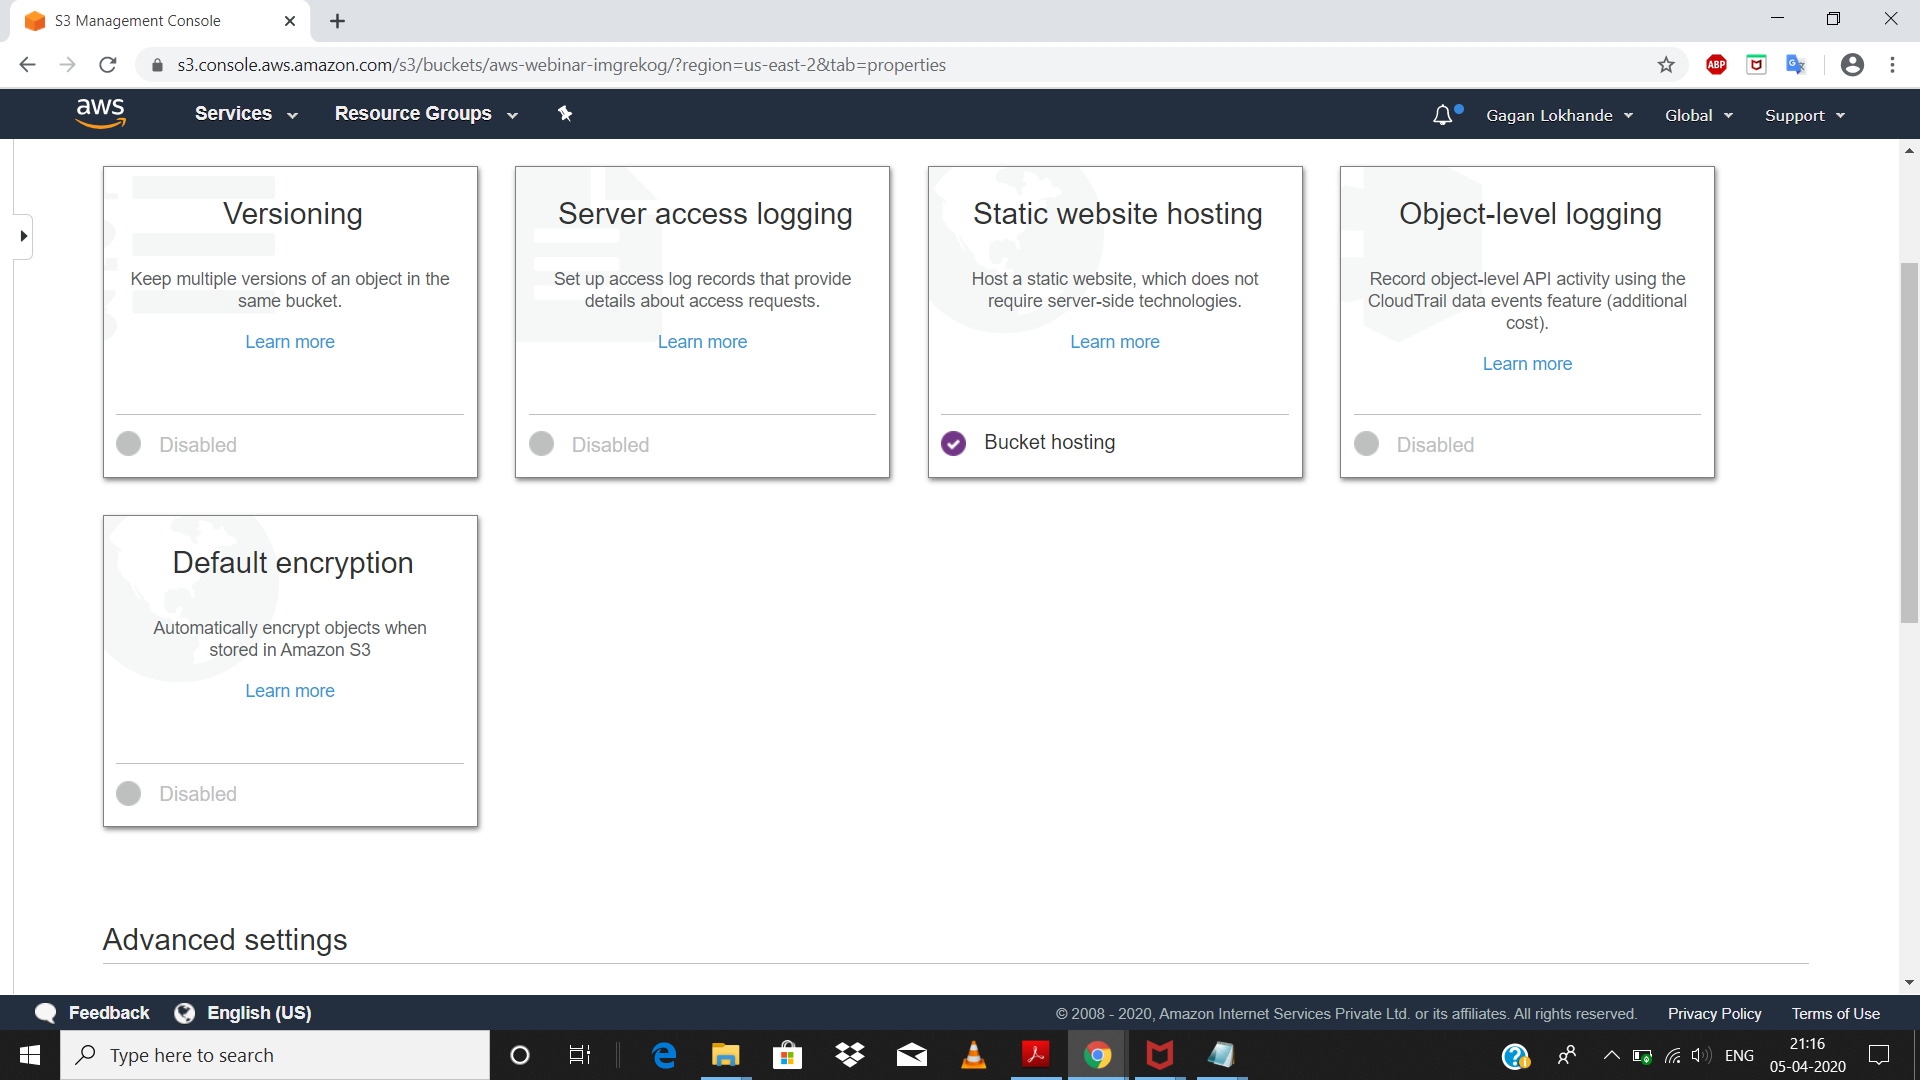 S3 Management Console
s3.console.aws.amazon.com/s3/buckets/aws-webinar-imgrekog/?region=us-east-2&tab=properties
ABP
aws
Services
Resource Groups
Gagan Lokhande
Global
Support
Versioning
Keep multiple versions of an object in the
same bucket.
Learn more
Disabled
Server access logging
Set up access log records that provide
details about access requests.
Learn more
Disabled
Static website hosting
Host a static website, which does not
require server-side technologies.
Learn more
Bucket hosting
Object-level logging
Record object-level API activity using the
CloudTrail data events feature (additional
cost).
Learn more
Disabled
Default encryption
Automatically encrypt objects when
stored in Amazon S3
Learn more
Disabled
Advanced settings
Feedback
English (US)
© 2008 - 2020, Amazon Internet Services Private Ltd. or its affiliates. All rights reserved.
Privacy Policy
Terms of Use
Type here to search
ENG
21:16
05-04-2020